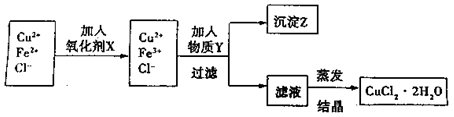 Cu²⁺
Fe²⁺
Cl⁻
加入
氧化剂X
Cu²⁺
Fe³⁺
Cl⁻
加入
物质Y
过滤
沉淀Z
滤液
蒸发
结晶
CuCl₂·2H₂O